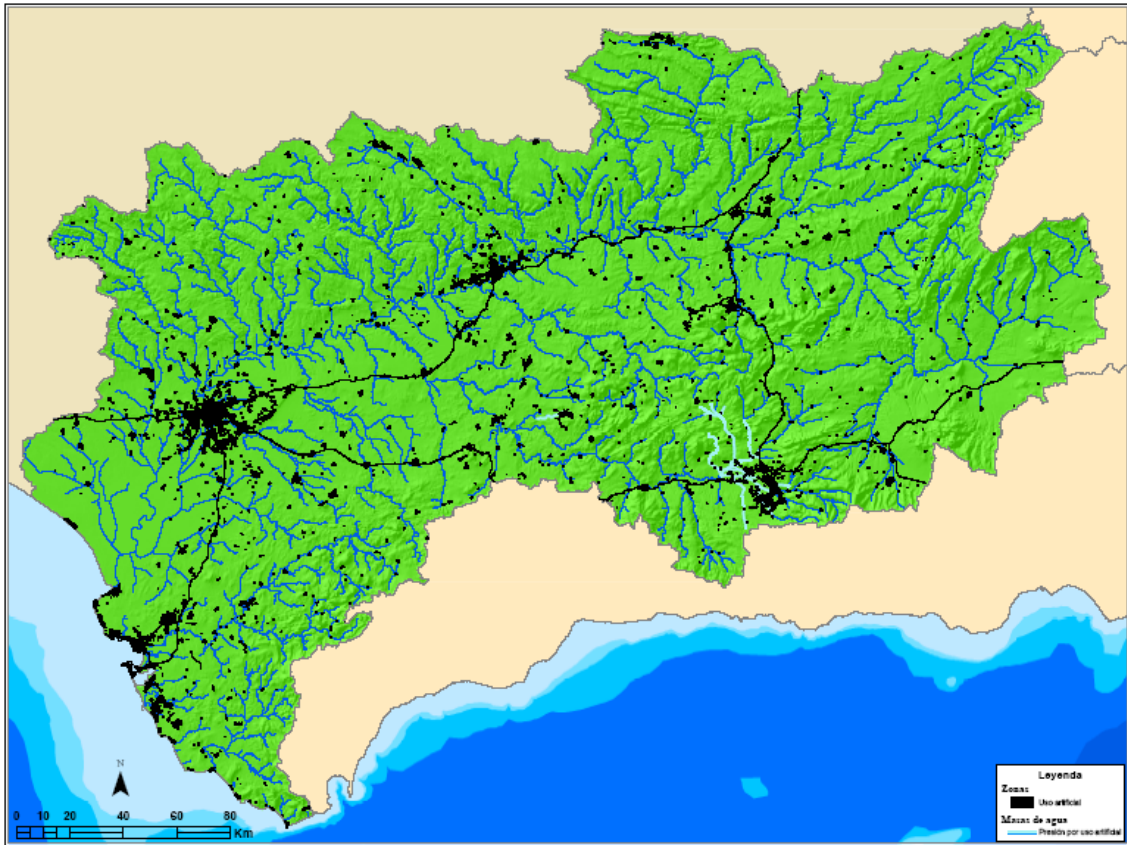 N
0 10 20 40 60 80
Km
Leyenda
Zonas
Uso artificial
Masas de agua
Presión por uso artificial